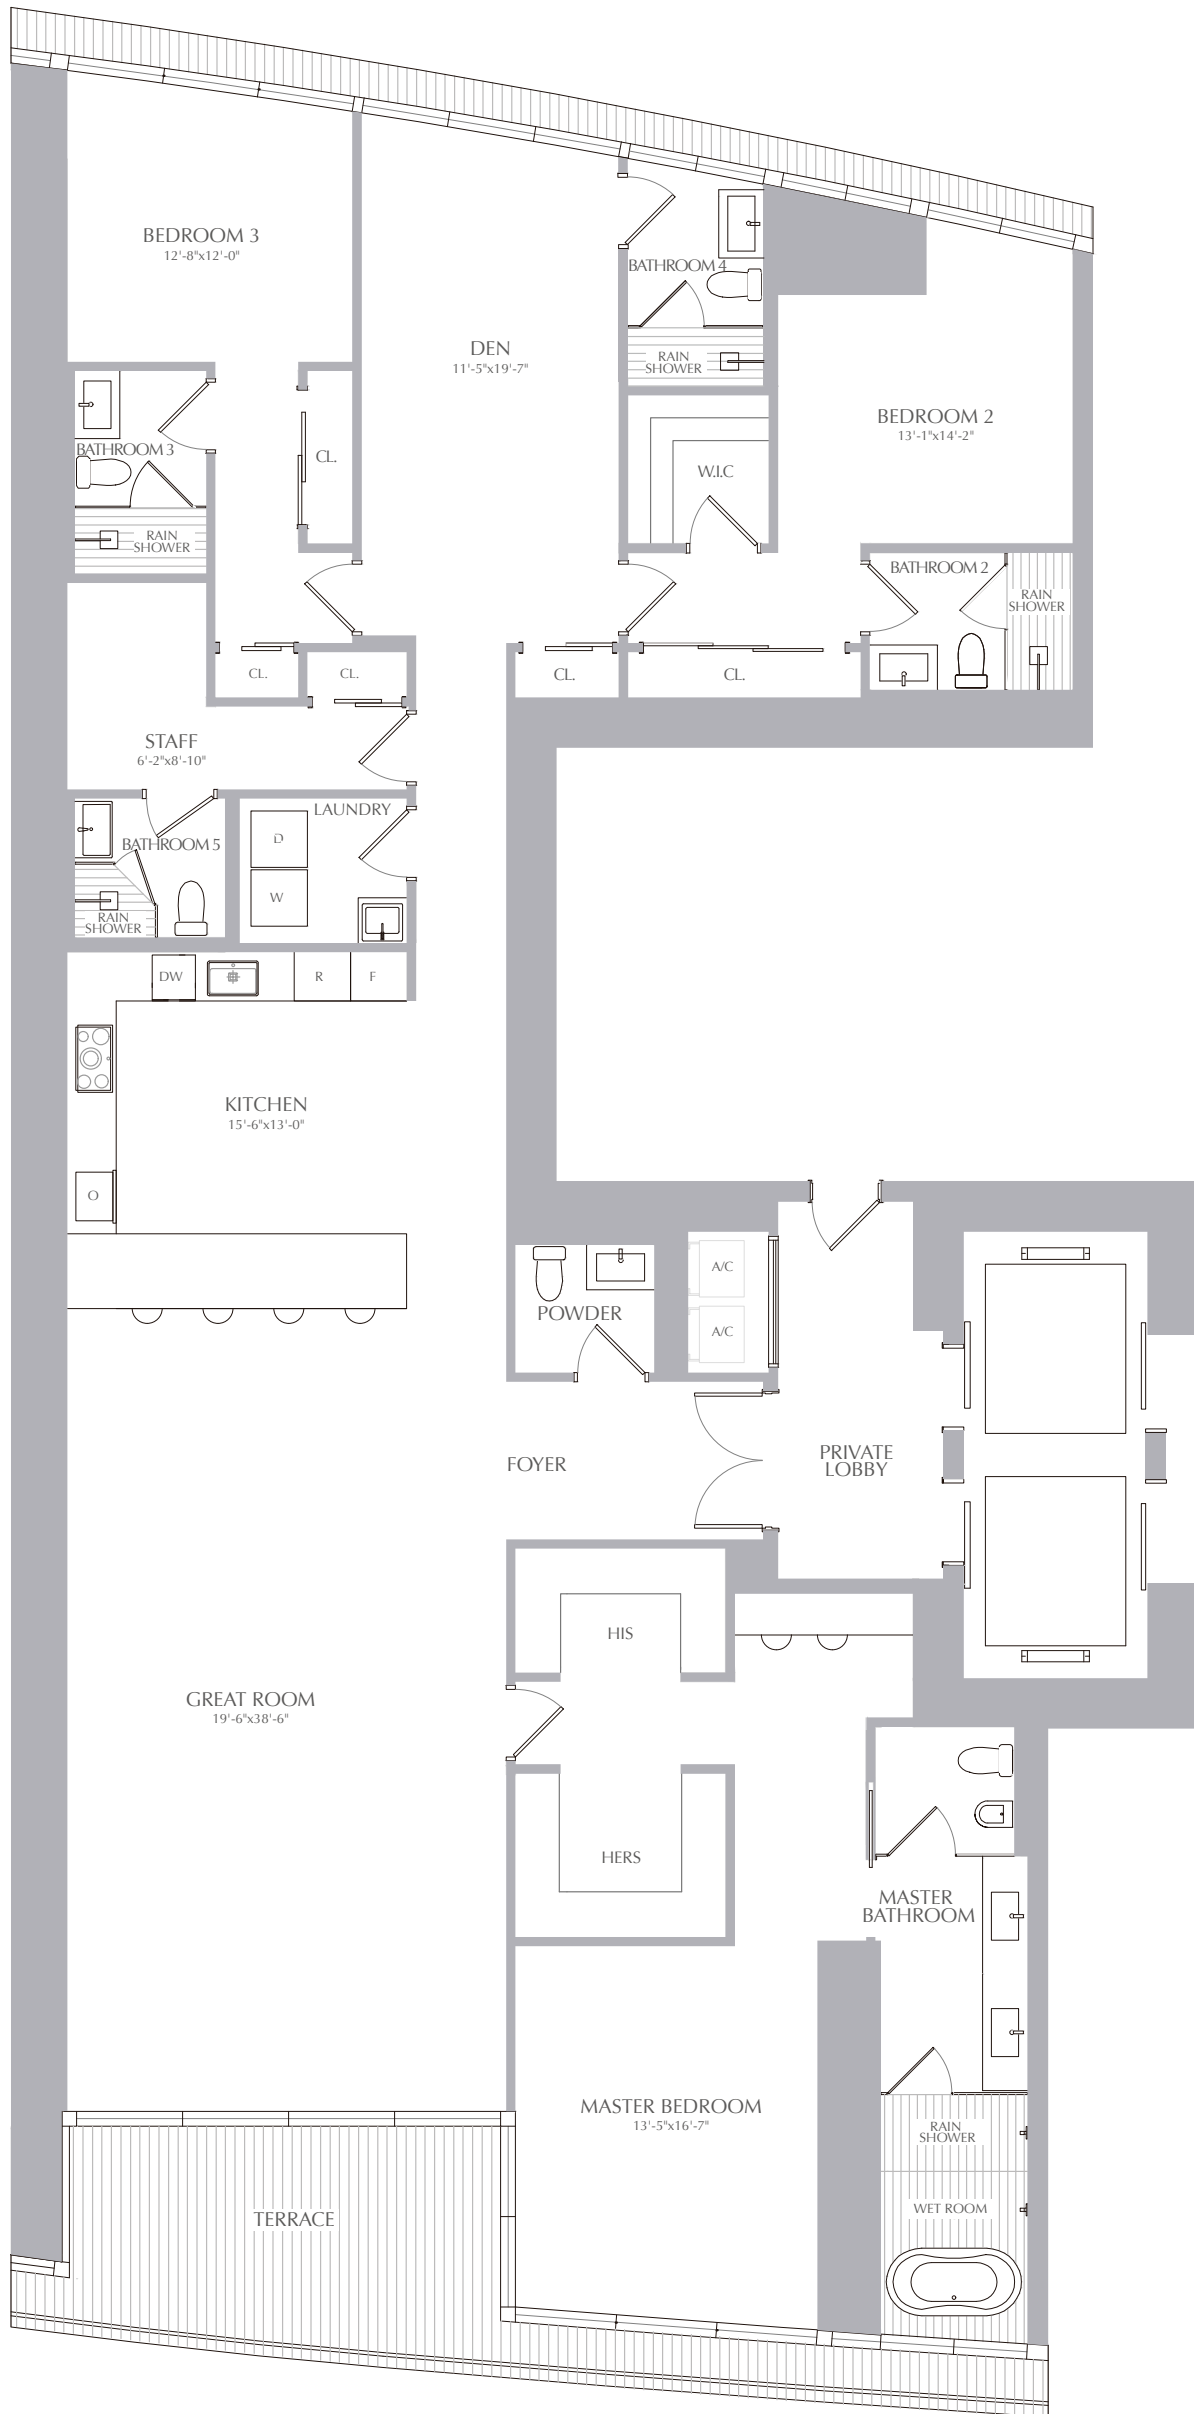 BEDROOM 3
12'-8"x12'-0"
BATHROOM 4
DEN
11'-5"x19'-7"
RAIN
SHOWER
BEDROOM 2
13'-1"x14'-2"
BATHROOM 3
CL.
W.I.C
RAIN
SHOWER
BATHROOM 2
RAIN
SHOWER
CL.
CL.
CL.
CL.
STAFF
6'-2"x8'-10"
LAUNDRY
D
BATHROOM 5
W
RAIN
SHOWER
DW
R
F
KITCHEN
15'-6"x13'-0"
O
A/C
POWDER
A/C
FOYER
PRIVATE
LOBBY
HIS
GREAT ROOM
19'-6"x38'-6"
HERS
MASTER
BATHROOM
MASTER BEDROOM
13'-5"x16'-7"
RAIN
SHOWER
WET ROOM
TERRACE